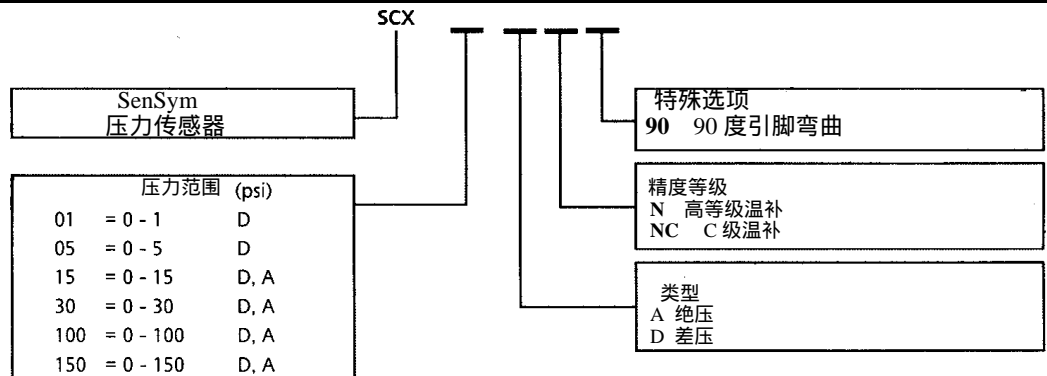 SCX
SenSym
压力传感器
压力范围 (psi)
01 = 0 - 1 D
05 = 0 - 5 D
15 = 0 - 15 D, A
30 = 0 - 30 D, A
100 = 0 - 100 D, A
150 = 0 - 150 D, A
特殊选项
90 90 度引脚弯曲
精度等级
N 高等级温补
NC C 级温补
类型
A 绝压
D 差压